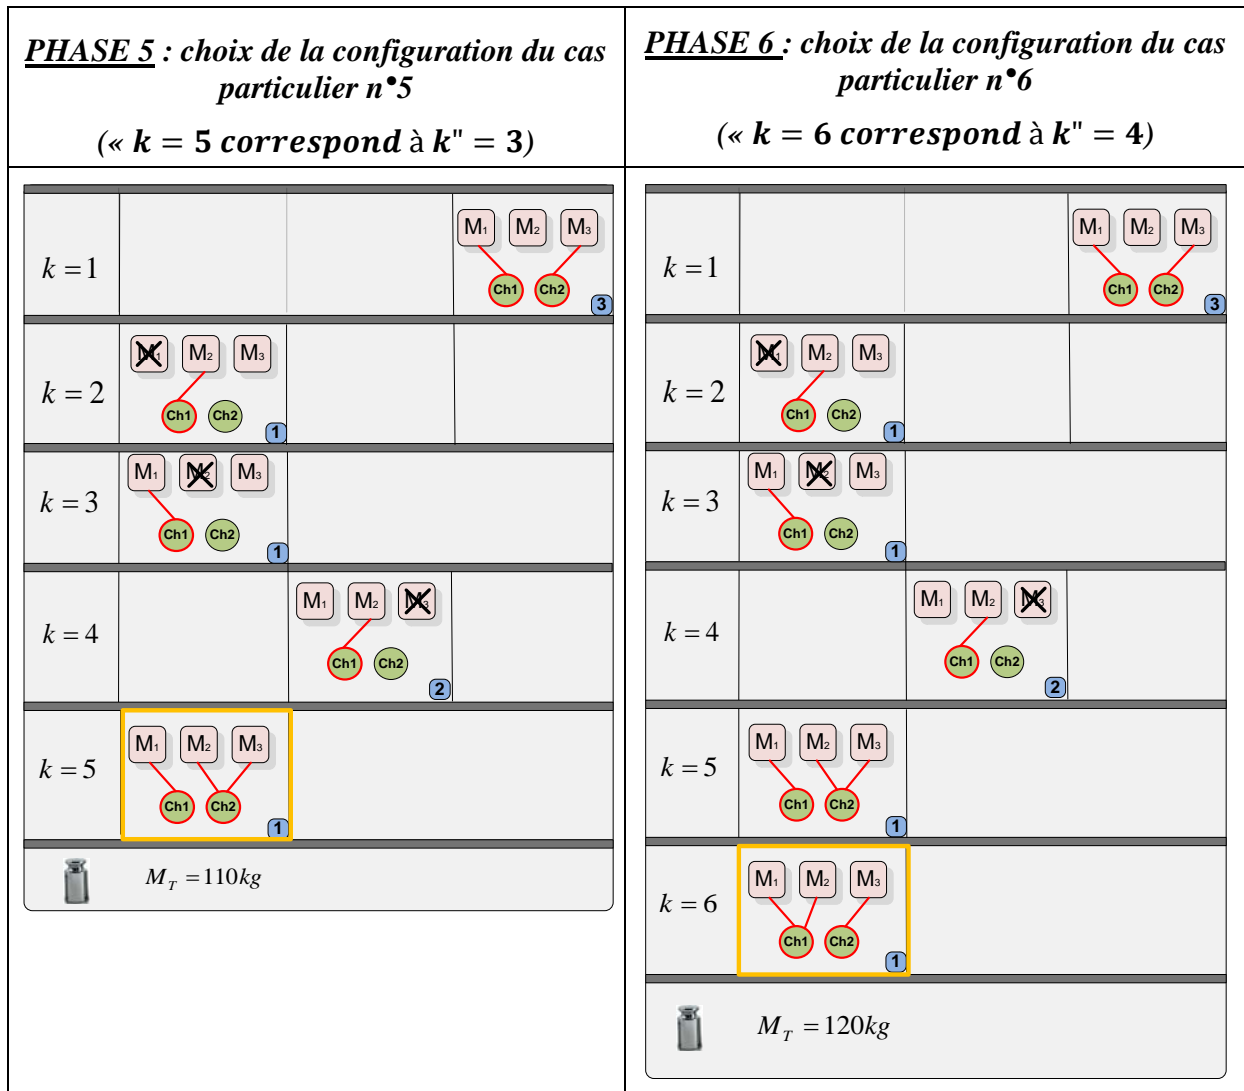 PHASE 5 : choix de la configuration du cas
particulier n•5
(« k = 5 correspond à k" = 3)
PHASE 6 : choix de la configuration du cas
particulier n•6
(« k = 6 correspond à k" = 4)
k = 1
M₁ M₂ M₃
Ch1 Ch2
3
k = 2
M₁ M₂ M₃
Ch1 Ch2
1
k = 3
M₁ M₂ M₃
Ch1 Ch2
1
k = 4
M₁ M₂ M₃
Ch1 Ch2
2
k = 5
M₁ M₂ M₃
Ch1 Ch2
1
M_T = 110kg
k = 1
M₁ M₂ M₃
Ch1 Ch2
3
k = 2
M₁ M₂ M₃
Ch1 Ch2
1
k = 3
M₁ M₂ M₃
Ch1 Ch2
1
k = 4
M₁ M₂ M₃
Ch1 Ch2
2
k = 5
M₁ M₂ M₃
Ch1 Ch2
1
k = 6
M₁ M₂ M₃
Ch1 Ch2
1
M_T = 120kg